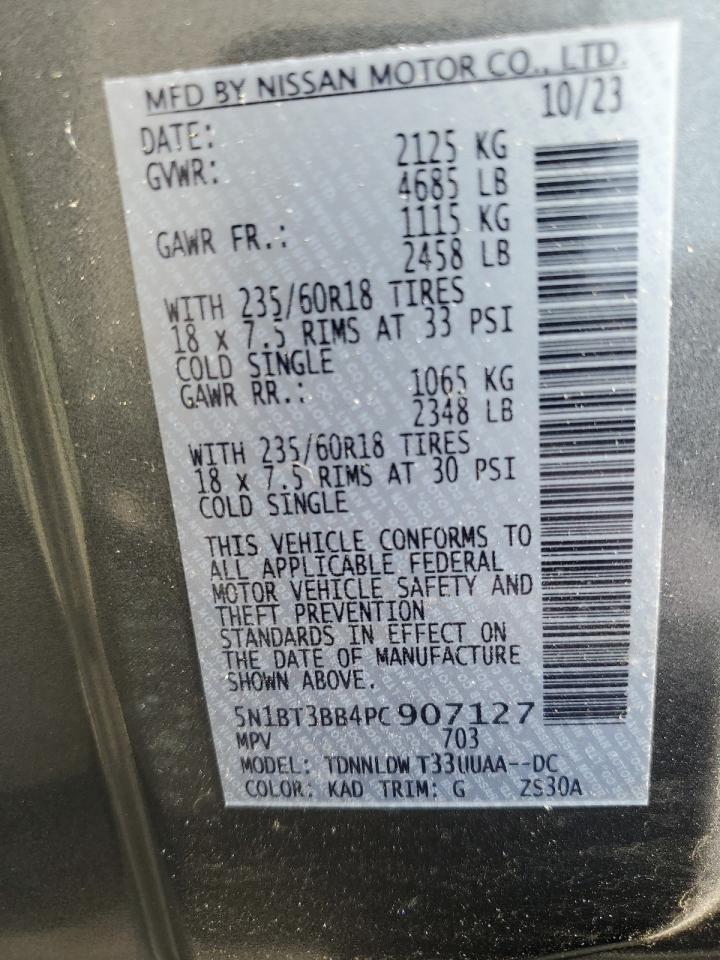 MFD BY NISSAN MOTOR CO., LTD.
DATE: 10/23
GVWR: 2125 KG
4685 LB
GAWR FR.: 1115 KG
2458 LB
WITH 235/60R18 TIRES
18 x 7.5 RIMS AT 33 PSI
COLD SINGLE
GAWR RR.: 1065 KG
2348 LB
WITH 235/60R18 TIRES
18 x 7.5 RIMS AT 30 PSI
COLD SINGLE
THIS VEHICLE CONFORMS TO
ALL APPLICABLE FEDERAL
MOTOR VEHICLE SAFETY AND
THEFT PREVENTION
STANDARDS IN EFFECT ON
THE DATE OF MANUFACTURE
SHOWN ABOVE.
5N1BT3BB4PC907127
MPV 703
MODEL: TDNNLDW T33UUAA--DC
COLOR: KAD TRIM: G ZS30A